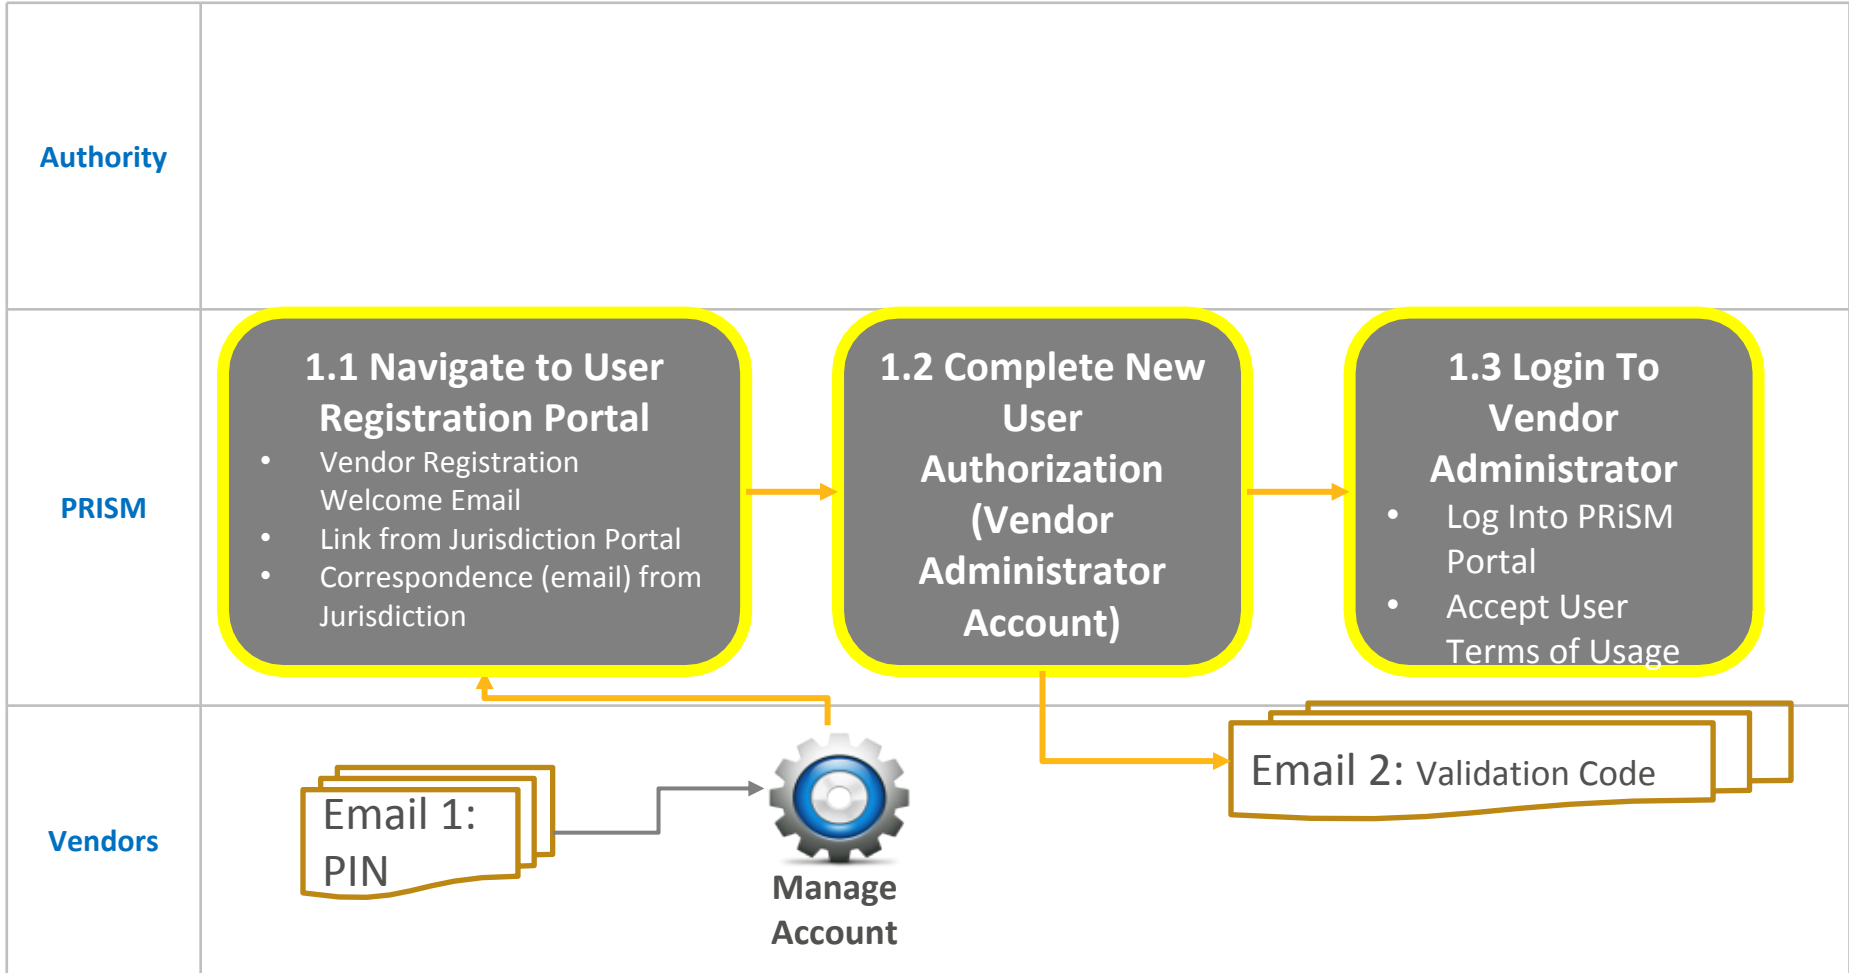 Authority
PRISM
1.1 Navigate to User
Registration Portal
• Vendor Registration
Welcome Email
• Link from Jurisdiction Portal
• Correspondence (email) from
Jurisdiction
1.2 Complete New
User
Authorization
(Vendor
Administrator
Account)
1.3 Login To
Vendor
Administrator
• Log Into PRiSM
Portal
• Accept User
Terms of Usage
Vendors
Email 1:
PIN
Manage
Account
Email 2: Validation Code